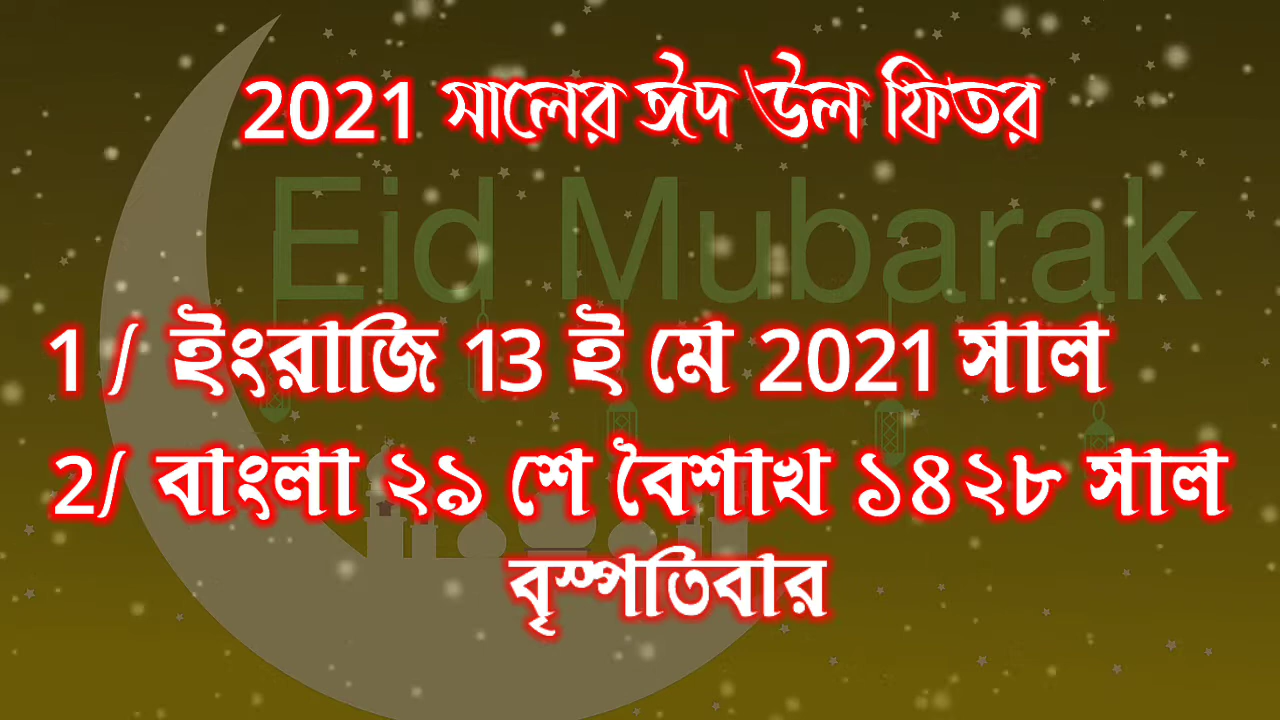 2021 সালের ঈদ উল ফিতর
Eid Mubarak
1 / ইংরাজি 13 ই মে 2021 সাল
2/ বাংলা ২৯ শে বৈশাখ ১৪২৮ সাল
বৃস্পতিবার